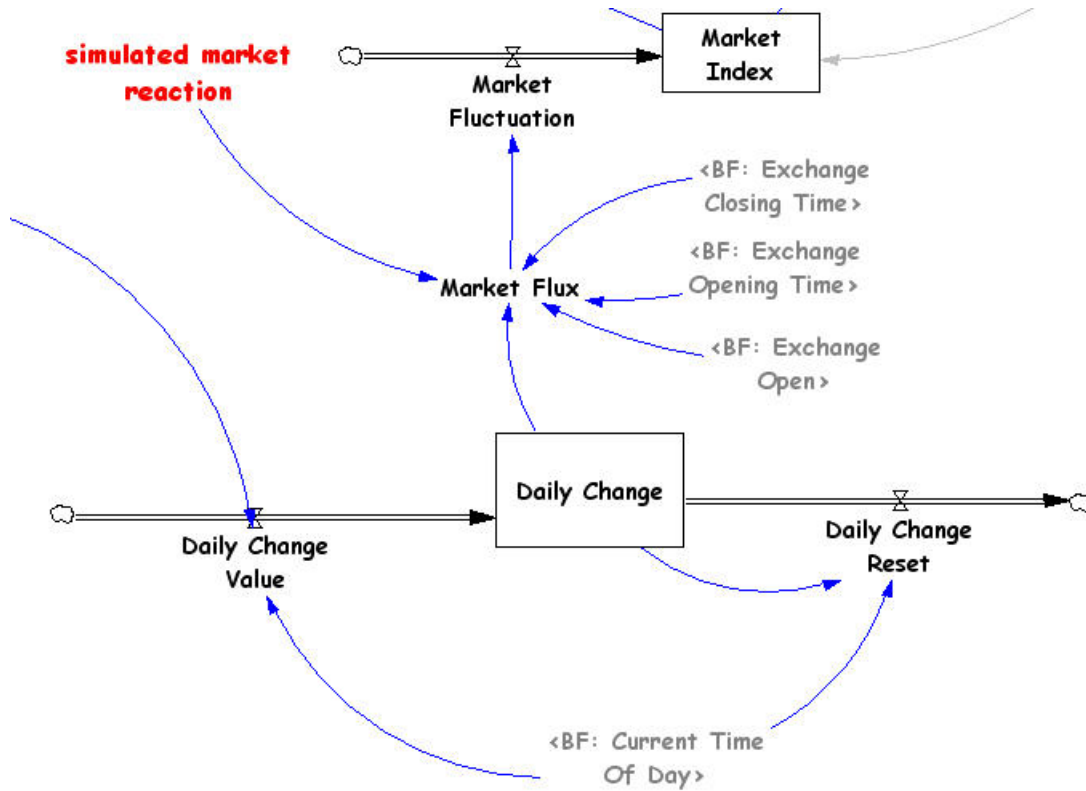 simulated market
reaction
Market
Index
Market
Fluctuation
<BF: Exchange
Closing Time>
<BF: Exchange
Opening Time>
Market Flux
<BF: Exchange
Open>
Daily Change
Daily Change
Value
Daily Change
Reset
<BF: Current Time
Of Day>